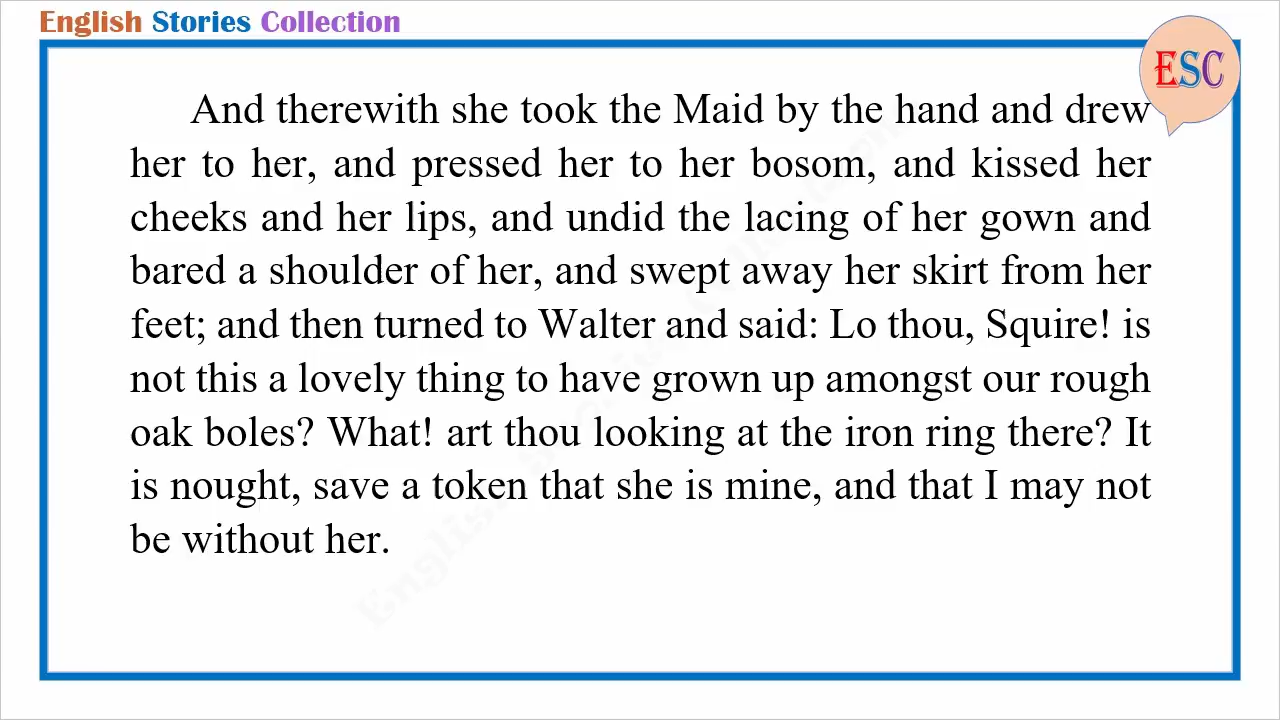 English Stories Collection
ESC
And therewith she took the Maid by the hand and drew
her to her, and pressed her to her bosom, and kissed her
cheeks and her lips, and undid the lacing of her gown and
bared a shoulder of her, and swept away her skirt from her
feet; and then turned to Walter and said: Lo thou, Squire! is
not this a lovely thing to have grown up amongst our rough
oak boles? What! art thou looking at the iron ring there? It
is nought, save a token that she is mine, and that I may not
be without her.